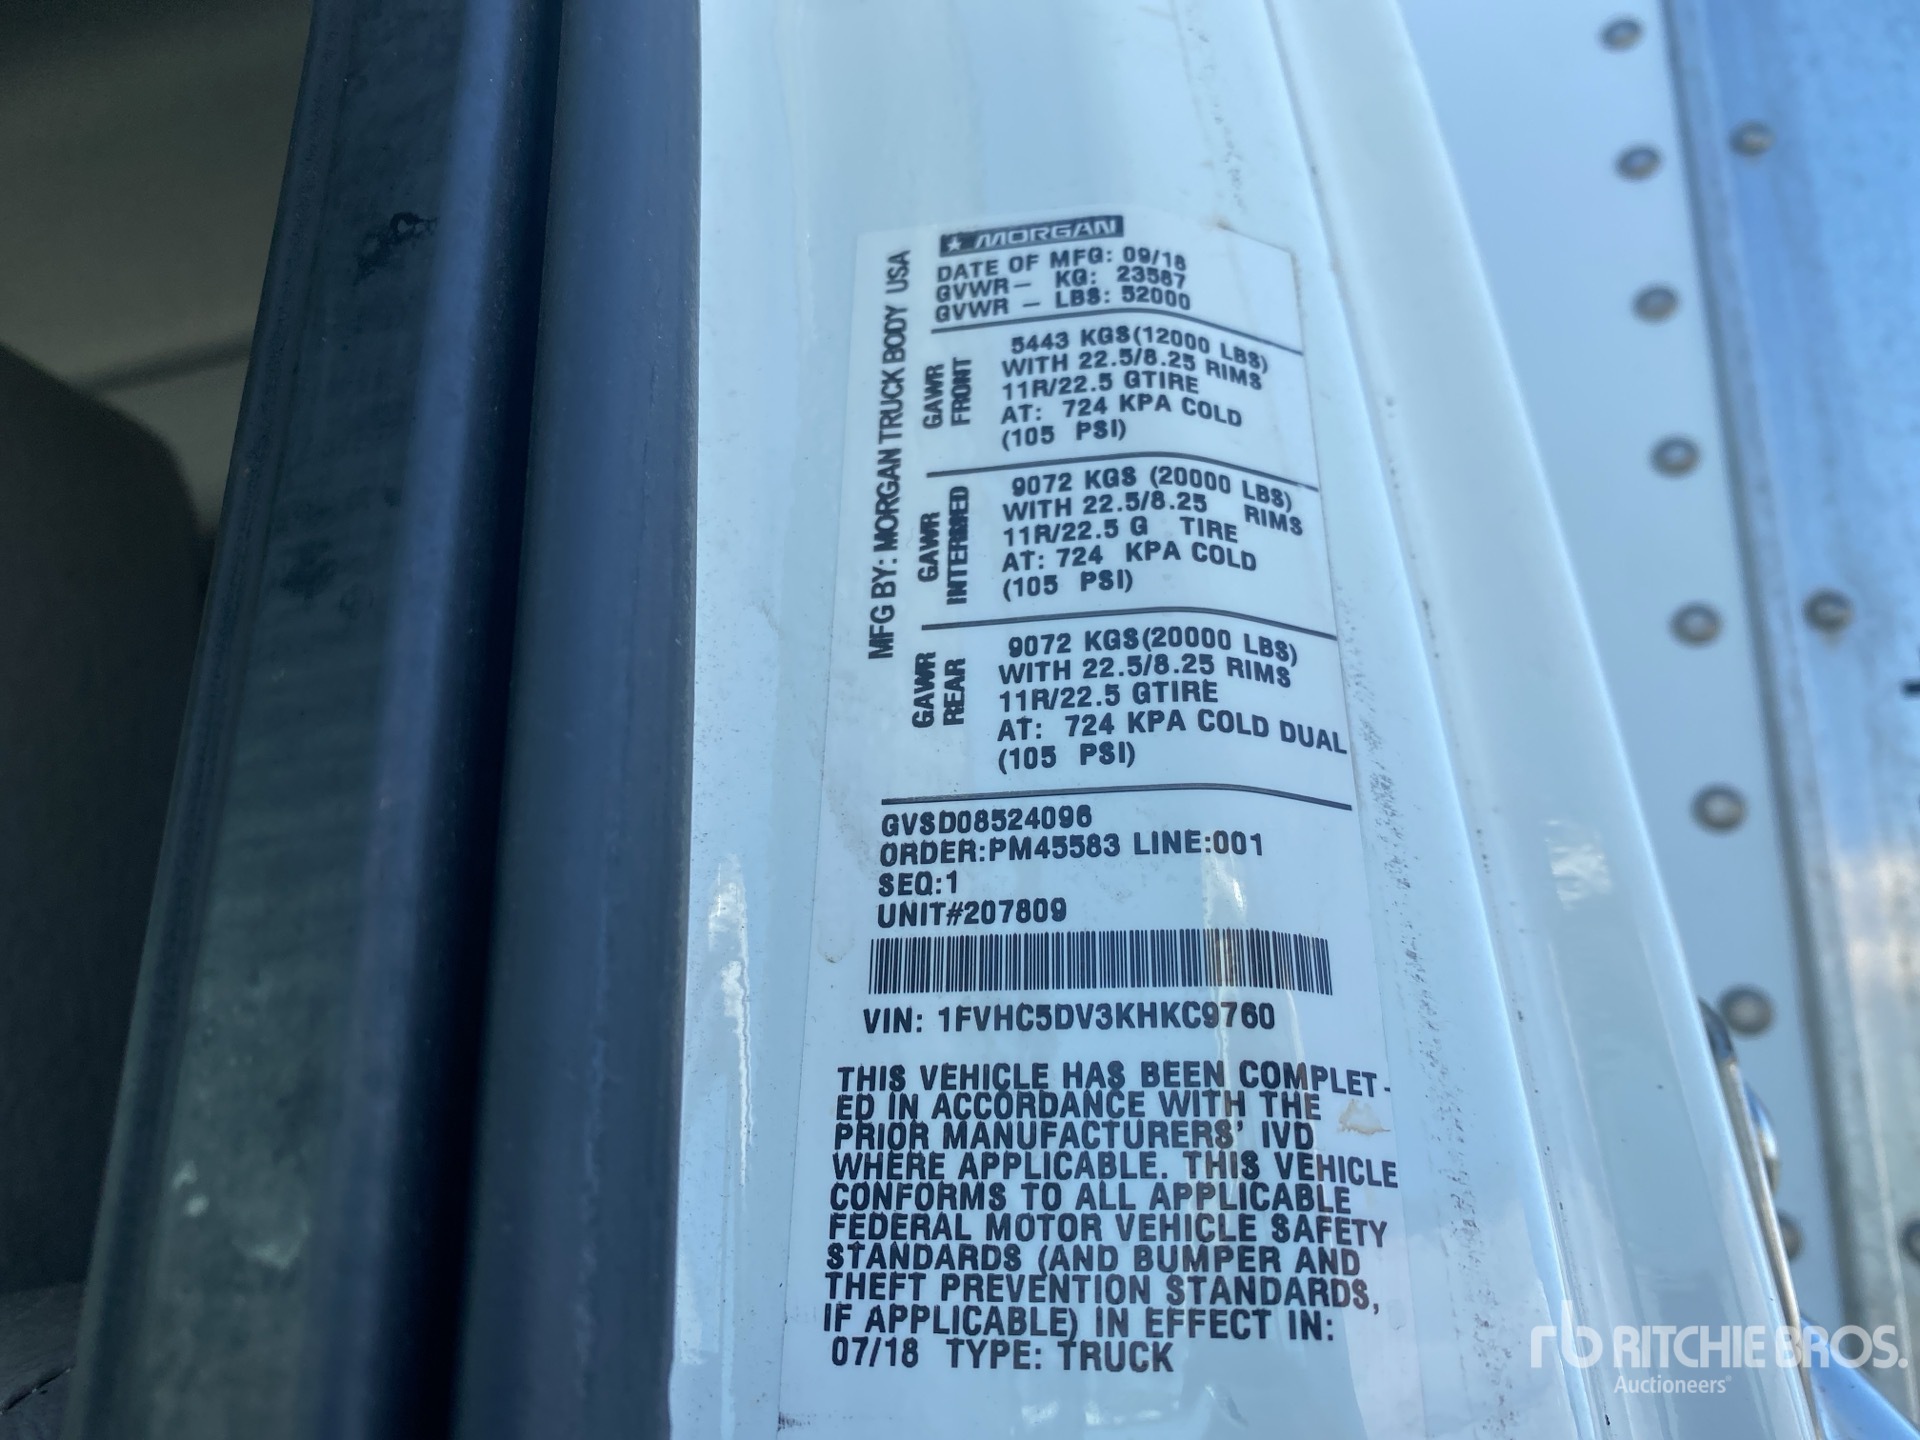 MORGAN
DATE OF MFG: 09/18
GVWR— KG: 23587
GVWR — LBS: 52000
MFG BY: MORGAN TRUCK BODY USA
GAWR
FRONT
5443 KGS(12000 LBS)
WITH 22.5/8.25 RIMS
11R/22.5 GTIRE
AT: 724 KPA COLD
(105 PSI)
GAWR
INTERMED
9072 KGS (20000 LBS)
WITH 22.5/8.25 RIMS
11R/22.5 G TIRE
AT: 724 KPA COLD
(105 PSI)
GAWR
REAR
9072 KGS(20000 LBS)
WITH 22.5/8.25 RIMS
11R/22.5 GTIRE
AT: 724 KPA COLD DUAL
(105 PSI)
GVSD08524096
ORDER:PM45583 LINE:001
SEQ:1
UNIT#207809
VIN: 1FVHC5DV3KHKC9760
THIS VEHICLE HAS BEEN COMPLET-
ED IN ACCORDANCE WITH THE
PRIOR MANUFACTURERS' IVD
WHERE APPLICABLE. THIS VEHICLE
CONFORMS TO ALL APPLICABLE
FEDERAL MOTOR VEHICLE SAFETY
STANDARDS (AND BUMPER AND
THEFT PREVENTION STANDARDS,
IF APPLICABLE) IN EFFECT IN:
07/18 TYPE: TRUCK
rb RITCHIE BROS.
Auctioneers